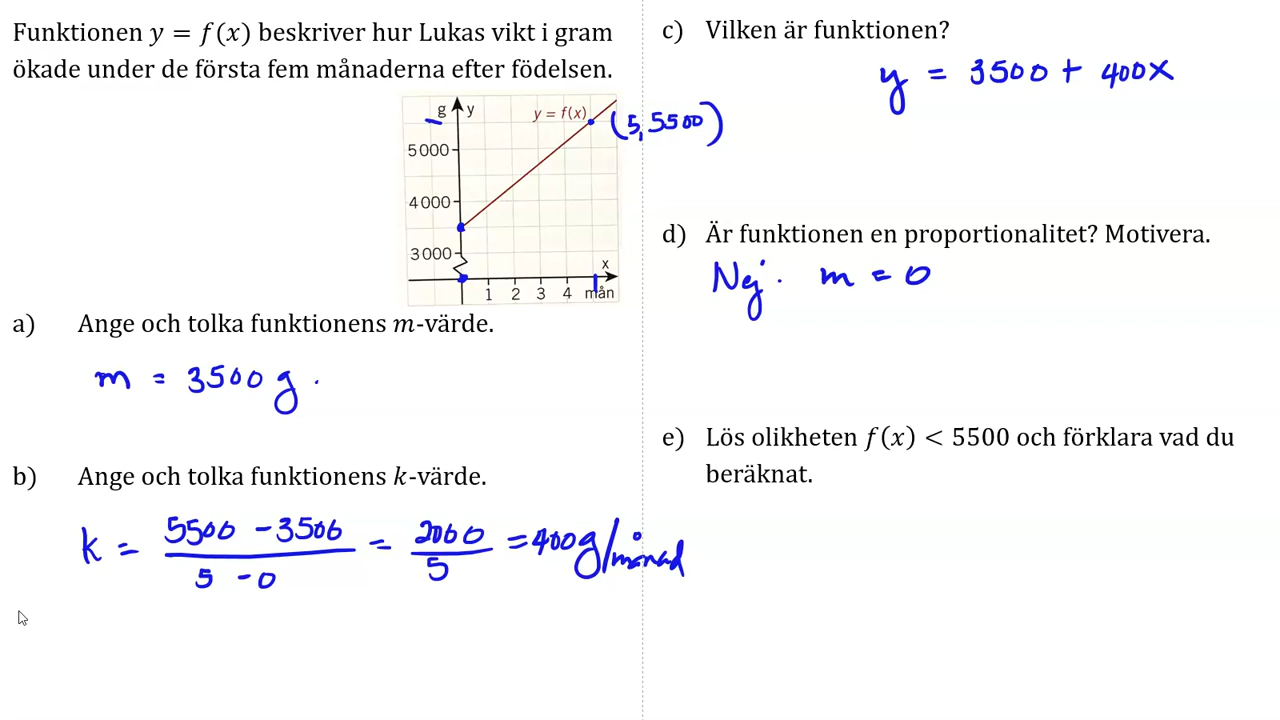 Funktionen y = f(x) beskriver hur Lukas vikt i gram
ökade under de första fem månaderna efter födelsen.
g y
y = f(x)
(5, 5500)
5 000
4 000
3 000
x
1 2 3 4 mån
a) Ange och tolka funktionens m-värde.
m = 3500 g.
b) Ange och tolka funktionens k-värde.
k = 5500 - 3500 / 5 - 0 = 2000 / 5 = 400 g/månad
c) Vilken är funktionen?
y = 3500 + 400x
d) Är funktionen en proportionalitet? Motivera.
Nej. m = 0
e) Lös olikheten f(x) < 5500 och förklara vad du
beräknat.